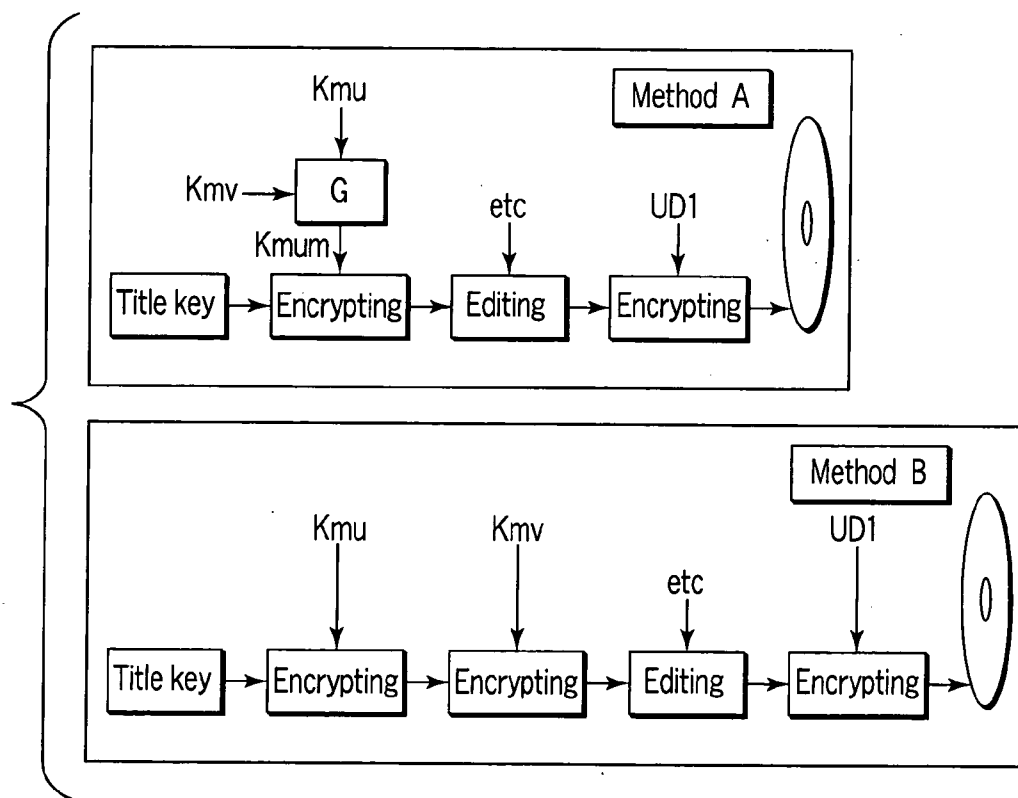 Method A
Kmu
Kmv
G
etc
UD1
Kmum
Title key
Encrypting
Editing
Encrypting
Method B
Kmu
Kmv
UD1
etc
Title key
Encrypting
Encrypting
Editing
Encrypting